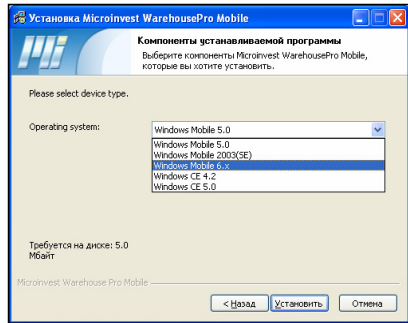 Установка Microinvest WarehousePro Mobile
Компоненты устанавливаемой программы
Выберите компоненты Microinvest WarehousePro Mobile,
которые вы хотите установить.
Please select device type.
Operating system:
Windows Mobile 5.0
Windows Mobile 5.0
Windows Mobile 2003(SE)
Windows Mobile 6.x
Windows CE 4.2
Windows CE 5.0
Требуется на диске: 5.0
Мбайт
Microinvest Warehouse Pro Mobile
< Назад
Установить
Отмена